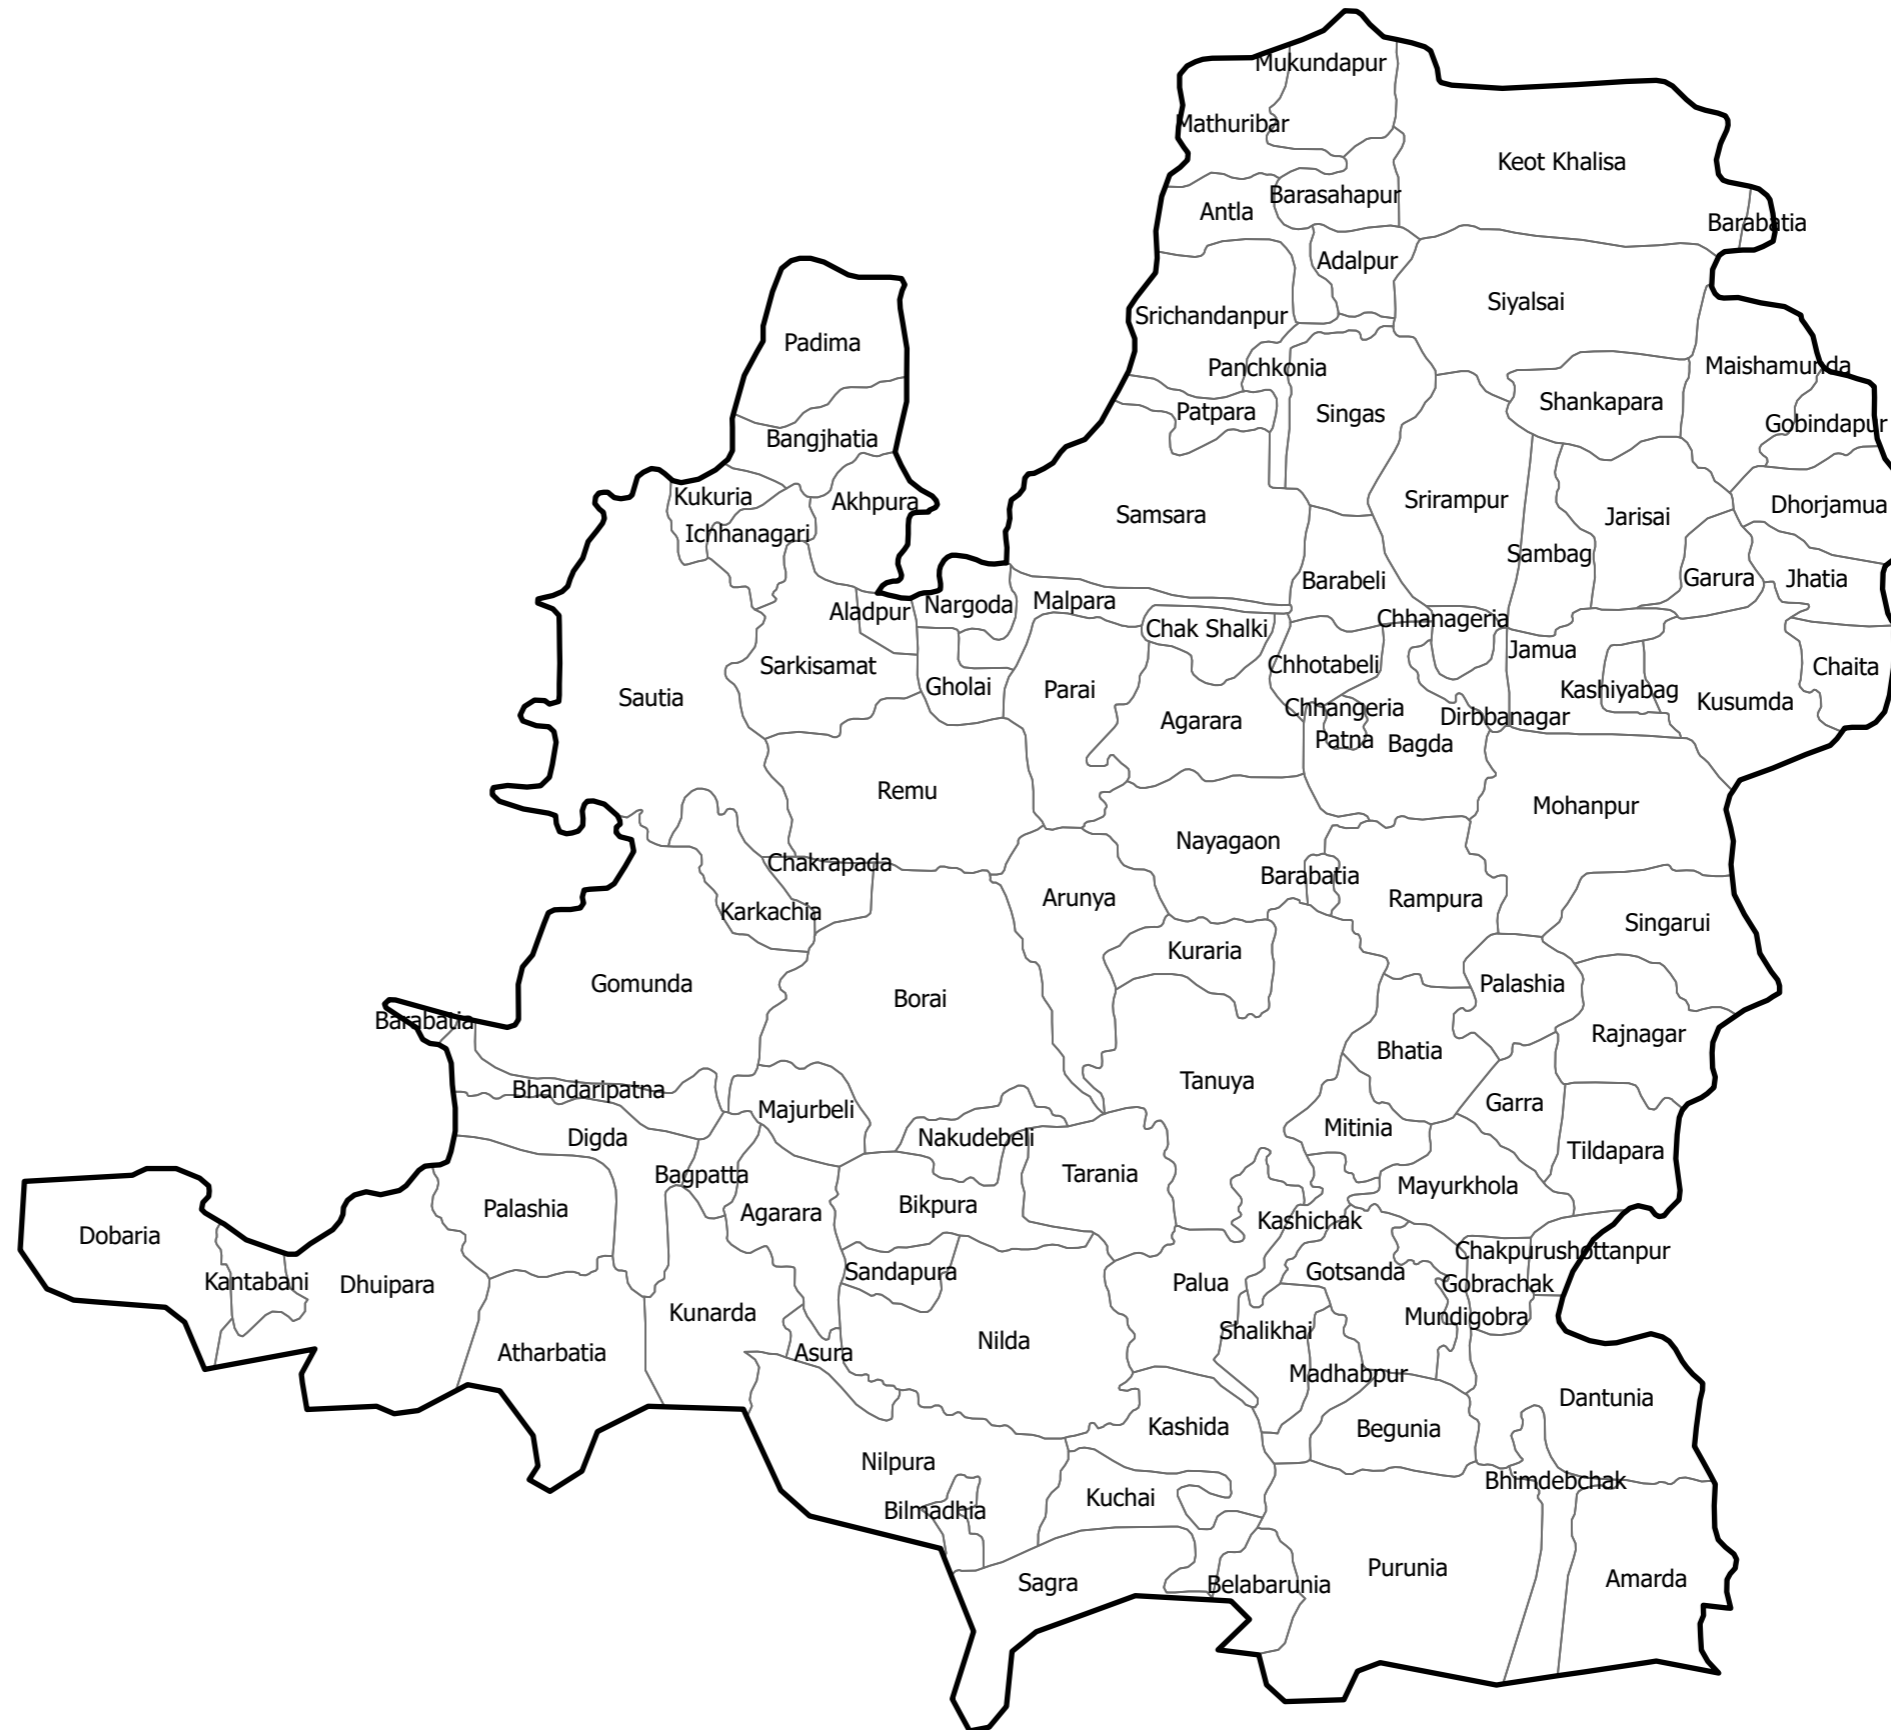 Mukundapur
Mathuribar
Keot Khalisa
Barasahapur
Antla
Barabatia
Adalpur
Siyalsai
Srichandanpur
Padima
Panchkonia
Maishamunda
Shankapara
Patpara
Singas
Gobindapur
Bangjhatia
Kukuria
Akhpura
Srirampur
Dhorjamua
Samsara
Jarisai
Ichhanagari
Sambag
Barabeli
Garura
Jhatia
Malpara
Nargoda
Aladpur
Chhanageria
Chak Shalki
Jamua
Sarkisamat
Chhotabeli
Chaita
Gholai
Parai
Kashiyabag
Sautia
Kusumda
Chhangeria
Dirbbanagar
Agarara
Patna
Bagda
Remu
Mohanpur
Nayagaon
Chakrapada
Barabatia
Arunya
Rampura
Karkachia
Singarui
Kuraria
Gomunda
Palashia
Borai
Barabatia
Rajnagar
Bhatia
Tanuya
Bhandaripatna
Majurbeli
Garra
Mitinia
Digda
Nakudebeli
Tildapara
Bagpatta
Tarania
Mayurkhola
Bikpura
Palashia
Agarara
Kashichak
Dobaria
Chakpurushottanpur
Sandapura
Gotsanda
Kantabani
Dhuipara
Palua
Gobrachak
Kunarda
Mundigobra
Shalikhai
Nilda
Atharbatia
Asura
Madhabpur
Dantunia
Kashida
Begunia
Nilpura
Bhimdebchak
Kuchai
Bilmadhia
Purunia
Sagra
Belabarunia
Amarda